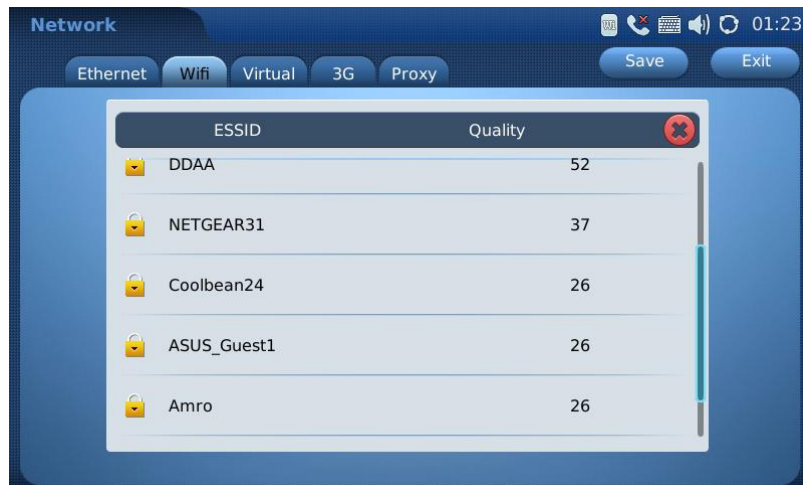 Network 01:23
Ethernet Wifi Virtual 3G Proxy Save Exit
ESSID Quality
DDAA 52
NETGEAR31 37
Coolbean24 26
ASUS_Guest1 26
Amro 26